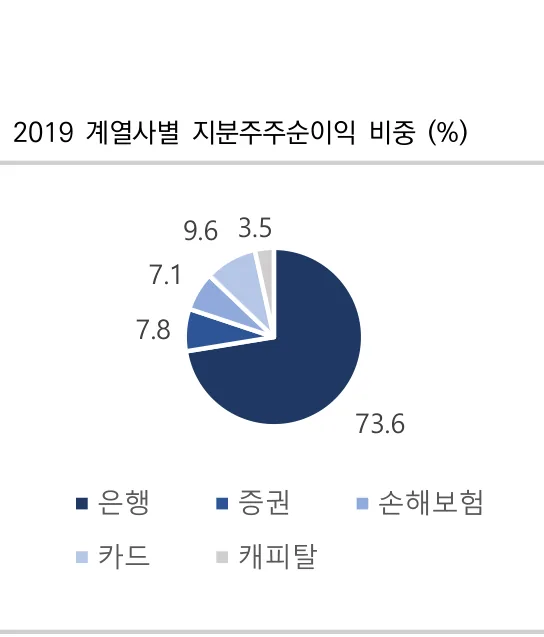 2019 계열사별 지분주주순이익 비중 (%)
9.6 3.5
7.1
7.8
73.6
은행 증권 손해보험
카드 캐피탈